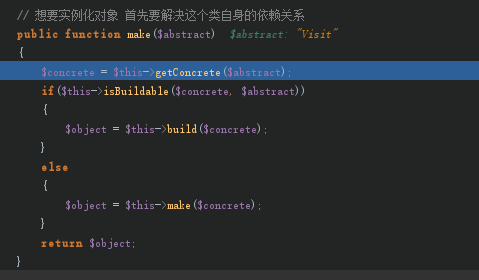 // 想要实例化对象 首先要解决这个类自身的依赖关系
public function make($abstract)  $abstract: "Visit"
{
    $concrete = $this->getConcrete($abstract);
    if($this->isBuildable($concrete, $abstract))
    {
        $object = $this->build($concrete);
    }
    else
    {
        $object = $this->make($concrete);
    }
    return $object;
}